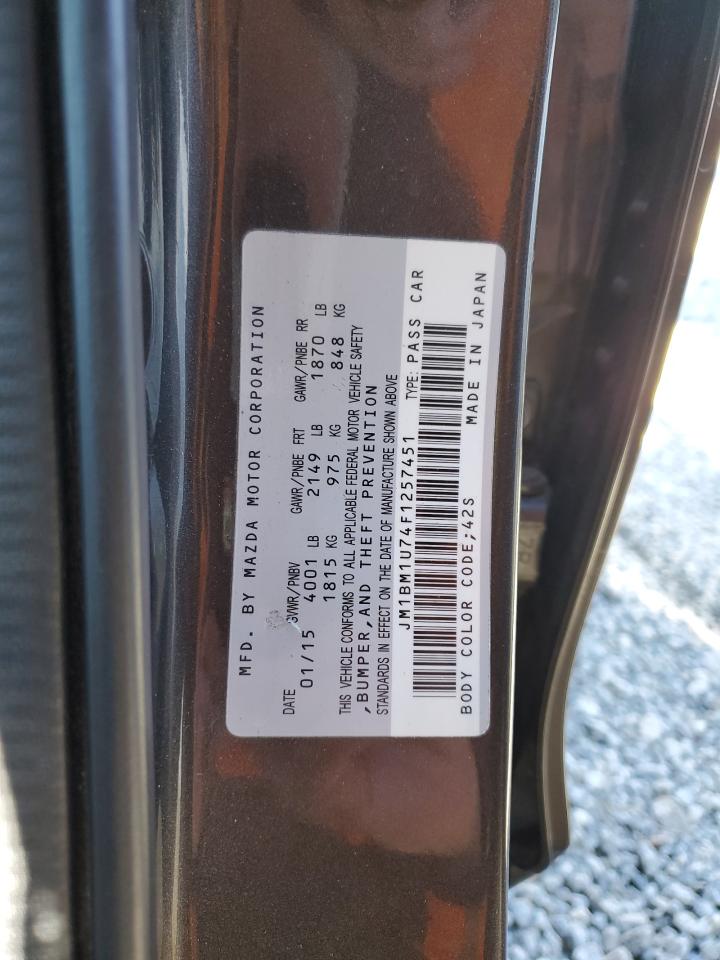 MFD. BY MAZDA MOTOR CORPORATION
DATE GVWR/PNBV GAWR/PNBE FRT GAWR/PNBE RR
01/15 4001 LB 2149 LB 1870 LB
1815 KG 975 KG 848 KG
THIS VEHICLE CONFORMS TO ALL APPLICABLE FEDERAL MOTOR VEHICLE SAFETY
,BUMPER,AND THEFT PREVENTION
STANDARDS IN EFFECT ON THE DATE OF MANUFACTURE SHOWN ABOVE
JM1BM1U74F1257451 TYPE: PASS CAR
BODY COLOR CODE;42S MADE IN JAPAN